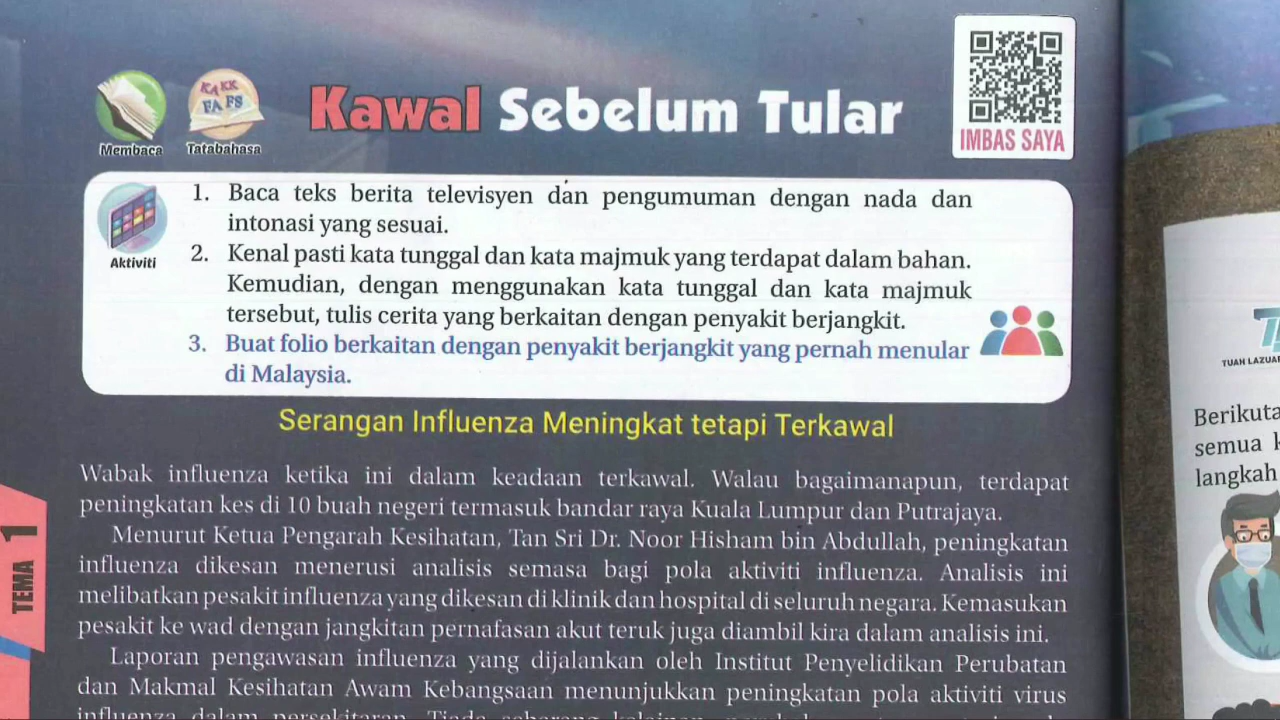 Kawal Sebelum Tular
Membaca
KA KK
FA FS
Tatabahasa
IMBAS SAYA
Aktiviti
1. Baca teks berita televisyen dan pengumuman dengan nada dan
intonasi yang sesuai.
2. Kenal pasti kata tunggal dan kata majmuk yang terdapat dalam bahan.
Kemudian, dengan menggunakan kata tunggal dan kata majmuk
tersebut, tulis cerita yang berkaitan dengan penyakit berjangkit.
3. Buat folio berkaitan dengan penyakit berjangkit yang pernah menular
di Malaysia.
Serangan Influenza Meningkat tetapi Terkawal
Wabak influenza ketika ini dalam keadaan terkawal. Walau bagaimanapun, terdapat
peningkatan kes di 10 buah negeri termasuk bandar raya Kuala Lumpur dan Putrajaya.
Menurut Ketua Pengarah Kesihatan, Tan Sri Dr. Noor Hisham bin Abdullah, peningkatan
influenza dikesan menerusi analisis semasa bagi pola aktiviti influenza. Analisis ini
melibatkan pesakit influenza yang dikesan di klinik dan hospital di seluruh negara. Kemasukan
pesakit ke wad dengan jangkitan pernafasan akut teruk juga diambil kira dalam analisis ini.
Laporan pengawasan influenza yang dijalankan oleh Institut Penyelidikan Perubatan
dan Makmal Kesihatan Awam Kebangsaan menunjukkan peningkatan pola aktiviti virus
influenza dalam persekitaran. Tiada
TEMA 1
Berikuta
semua k
langkah